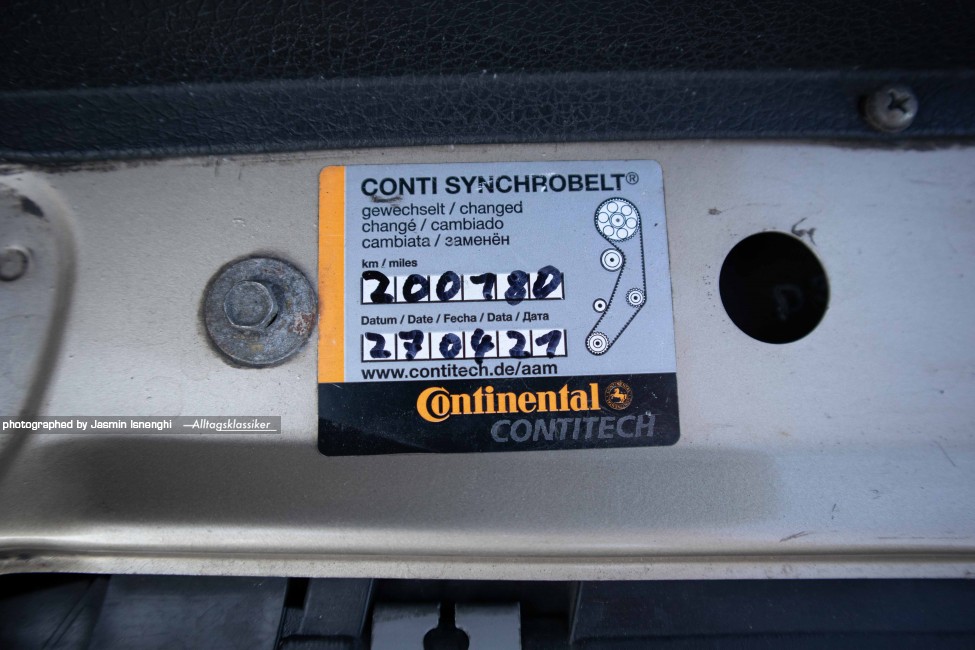 CONTI SYNCHROBELT®
gewechselt / changed
changé / cambiado
cambiata / заменён
km / miles
200780
Datum / Date / Fecha / Data / Дата
270421
www.contitech.de/aam
Continental
CONTITECH
photographed by Jasmin Isnenghi —Alltagsklassiker